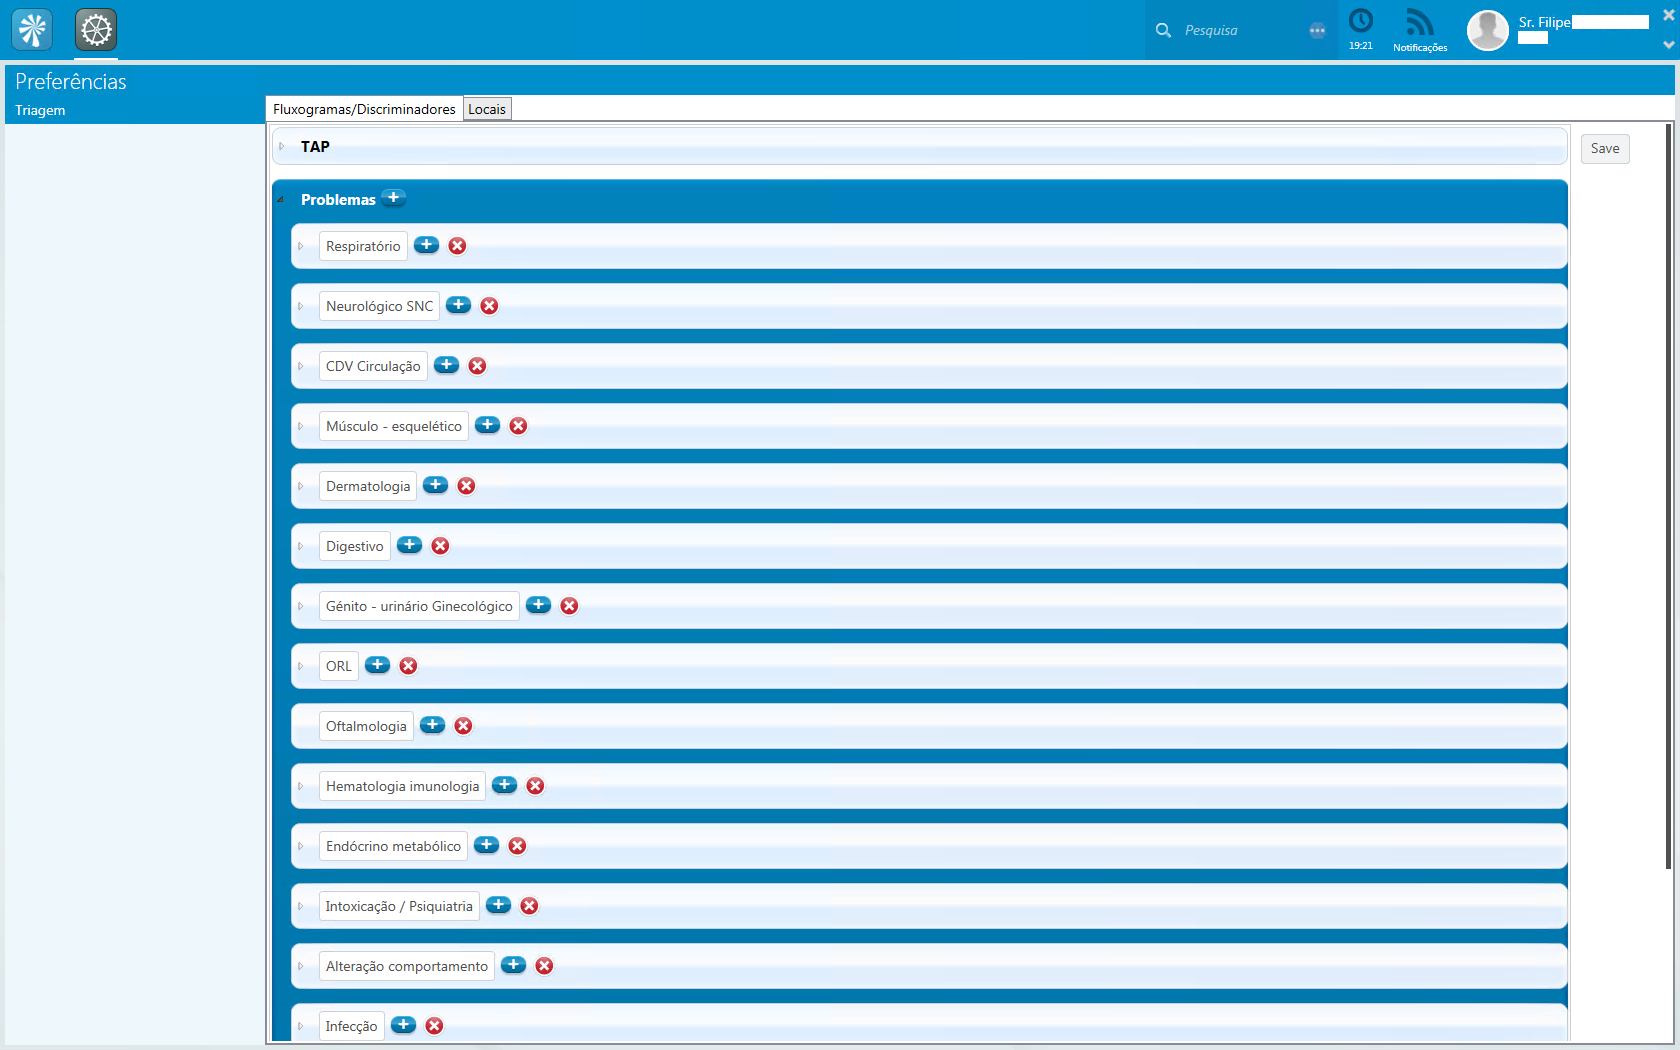 Pesquisa
19:21
Notificações
Sr. Filipe
Preferências
Triagem
Fluxogramas/Discriminadores
Locais
TAP
Save
Problemas
Respiratório
Neurológico SNC
CDV Circulação
Músculo - esquelético
Dermatologia
Digestivo
Génito - urinário Ginecológico
ORL
Oftalmologia
Hematologia imunologia
Endócrino metabólico
Intoxicação / Psiquiatria
Alteração comportamento
Infecção